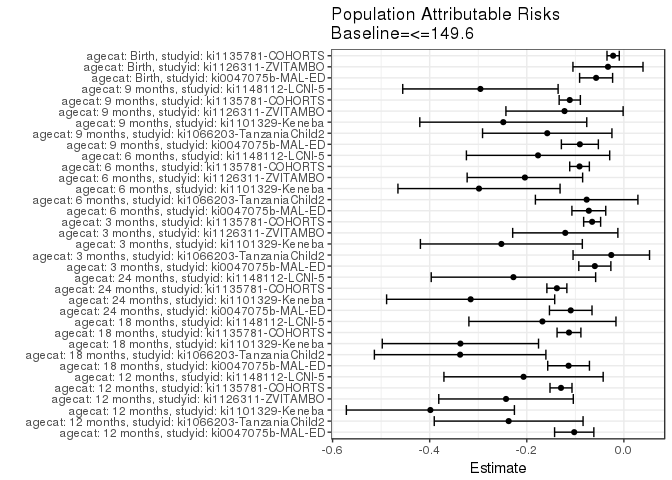 Population Attributable Risks
Baseline=<=149.6
agecat: Birth, studyid: ki1135781-COHORTS
agecat: Birth, studyid: ki1126311-ZVITAMBO
agecat: Birth, studyid: ki0047075b-MAL-ED
agecat: 9 months, studyid: ki1148112-LCNI-5
agecat: 9 months, studyid: ki1135781-COHORTS
agecat: 9 months, studyid: ki1126311-ZVITAMBO
agecat: 9 months, studyid: ki1101329-Keneba
agecat: 9 months, studyid: ki1066203-TanzaniaChild2
agecat: 9 months, studyid: ki0047075b-MAL-ED
agecat: 6 months, studyid: ki1148112-LCNI-5
agecat: 6 months, studyid: ki1135781-COHORTS
agecat: 6 months, studyid: ki1126311-ZVITAMBO
agecat: 6 months, studyid: ki1101329-Keneba
agecat: 6 months, studyid: ki1066203-TanzaniaChild2
agecat: 6 months, studyid: ki0047075b-MAL-ED
agecat: 3 months, studyid: ki1135781-COHORTS
agecat: 3 months, studyid: ki1126311-ZVITAMBO
agecat: 3 months, studyid: ki1101329-Keneba
agecat: 3 months, studyid: ki1066203-TanzaniaChild2
agecat: 3 months, studyid: ki0047075b-MAL-ED
agecat: 24 months, studyid: ki1148112-LCNI-5
agecat: 24 months, studyid: ki1135781-COHORTS
agecat: 24 months, studyid: ki1101329-Keneba
agecat: 24 months, studyid: ki0047075b-MAL-ED
agecat: 18 months, studyid: ki1148112-LCNI-5
agecat: 18 months, studyid: ki1135781-COHORTS
agecat: 18 months, studyid: ki1101329-Keneba
agecat: 18 months, studyid: ki1066203-TanzaniaChild2
agecat: 18 months, studyid: ki0047075b-MAL-ED
agecat: 12 months, studyid: ki1148112-LCNI-5
agecat: 12 months, studyid: ki1135781-COHORTS
agecat: 12 months, studyid: ki1126311-ZVITAMBO
agecat: 12 months, studyid: ki1101329-Keneba
agecat: 12 months, studyid: ki1066203-TanzaniaChild2
agecat: 12 months, studyid: ki0047075b-MAL-ED
-0.6 -0.4 -0.2 0.0
Estimate